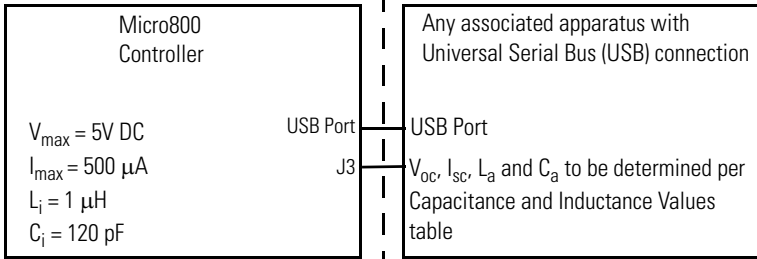 Micro800
Controller
V_max = 5V DC
I_max = 500 μA
L_i = 1 μH
C_i = 120 pF
USB Port
J3
Any associated apparatus with
Universal Serial Bus (USB) connection
USB Port
V_oc, I_sc, L_a and C_a to be determined per
Capacitance and Inductance Values
table